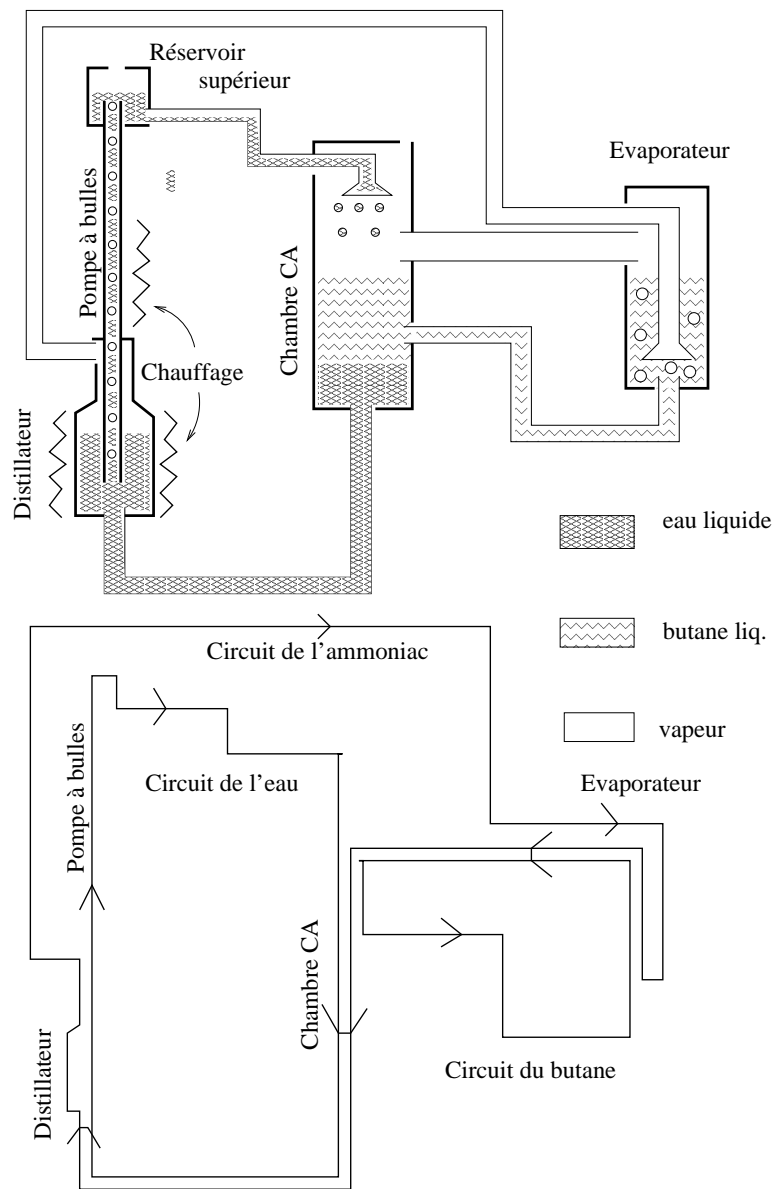 Réservoir
supérieur
Evaporateur
Pompe à bulles
Chambre CA
Chauffage
Distillateur
eau liquide
butane liq.
vapeur
Circuit de l'ammoniac
Pompe à bulles
Circuit de l'eau
Evaporateur
Chambre CA
Distillateur
Circuit du butane